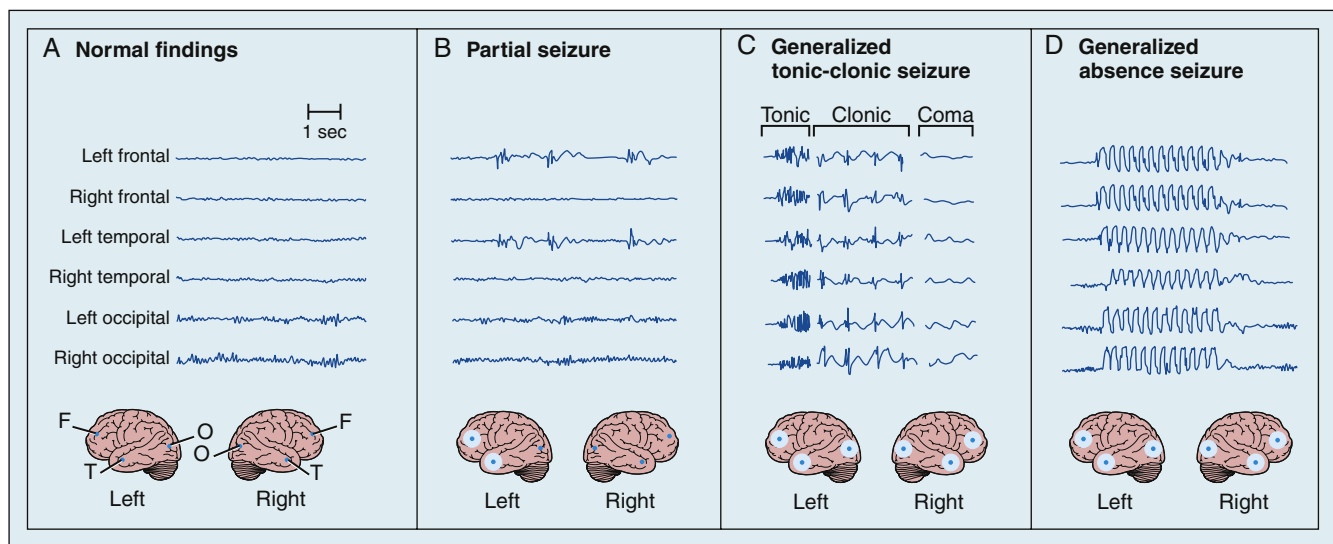 A Normal findings
1 sec
Left frontal
Right frontal
Left temporal
Right temporal
Left occipital
Right occipital
F
T
O
O
F
T
Left
Right
B Partial seizure
Left
Right
C Generalized
tonic-clonic seizure
Tonic Clonic Coma
Left
Right
D Generalized
absence seizure
Left
Right